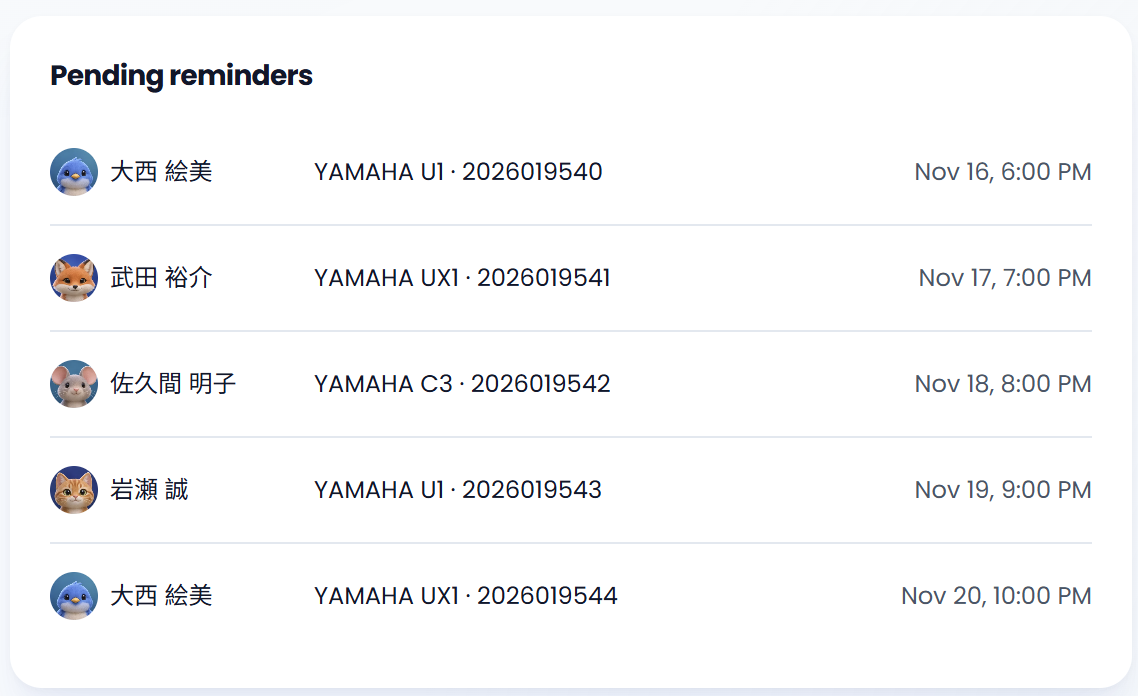 Pending reminders
大西 絵美 YAMAHA U1 · 2026019540 Nov 16, 6:00 PM
武田 裕介 YAMAHA UX1 · 2026019541 Nov 17, 7:00 PM
佐久間 明子 YAMAHA C3 · 2026019542 Nov 18, 8:00 PM
岩瀬 誠 YAMAHA U1 · 2026019543 Nov 19, 9:00 PM
大西 絵美 YAMAHA UX1 · 2026019544 Nov 20, 10:00 PM